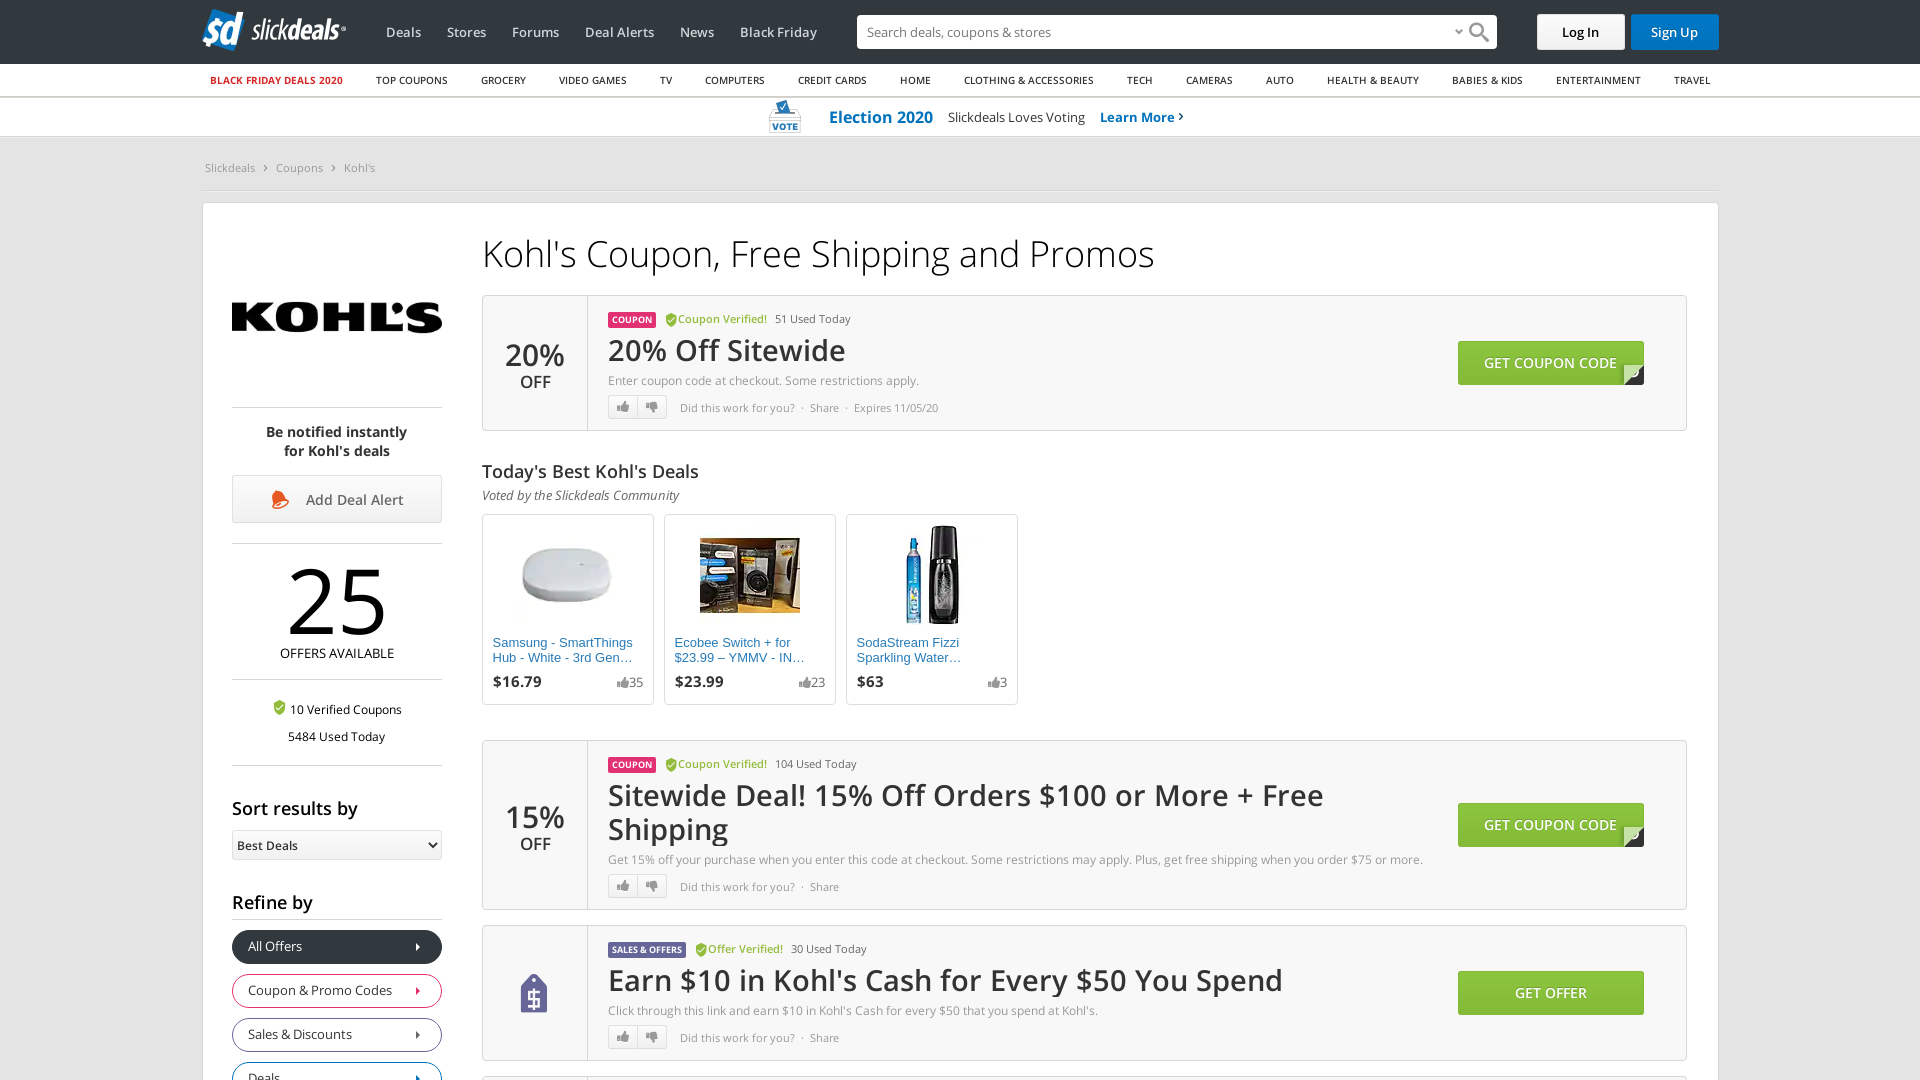 sd slickdeals
Deals
Stores
Forums
Deal Alerts
News
Black Friday
Search deals, coupons & stores
Log In
Sign Up
BLACK FRIDAY DEALS 2020
TOP COUPONS
GROCERY
VIDEO GAMES
TV
COMPUTERS
CREDIT CARDS
HOME
CLOTHING & ACCESSORIES
TECH
CAMERAS
AUTO
HEALTH & BEAUTY
BABIES & KIDS
ENTERTAINMENT
TRAVEL
VOTE
Election 2020 Slickdeals Loves Voting Learn More
Slickdeals > Coupons > Kohl's
KOHL'S
Be notified instantly
for Kohl's deals
Add Deal Alert
25
OFFERS AVAILABLE
10 Verified Coupons
5484 Used Today
Sort results by
Best Deals
Refine by
All Offers
Coupon & Promo Codes
Sales & Discounts
Deals
Kohl's Coupon, Free Shipping and Promos
20%
OFF
COUPON Coupon Verified! 51 Used Today
20% Off Sitewide
Enter coupon code at checkout. Some restrictions apply.
Did this work for you? · Share · Expires 11/05/20
GET COUPON CODE
Today's Best Kohl's Deals
Voted by the Slickdeals Community
Samsung - SmartThings
Hub - White - 3rd Gen…
$16.79 35
Ecobee Switch + for
$23.99 – YMMV - IN…
$23.99 23
SodaStream Fizzi
Sparkling Water…
$63 3
15%
OFF
COUPON Coupon Verified! 104 Used Today
Sitewide Deal! 15% Off Orders $100 or More + Free
Shipping
Get 15% off your purchase when you enter this code at checkout. Some restrictions may apply. Plus, get free shipping when you order $75 or more.
Did this work for you? · Share
GET COUPON CODE
SALES & OFFERS Offer Verified! 30 Used Today
Earn $10 in Kohl's Cash for Every $50 You Spend
Click through this link and earn $10 in Kohl's Cash for every $50 that you spend at Kohl's.
Did this work for you? · Share
GET OFFER